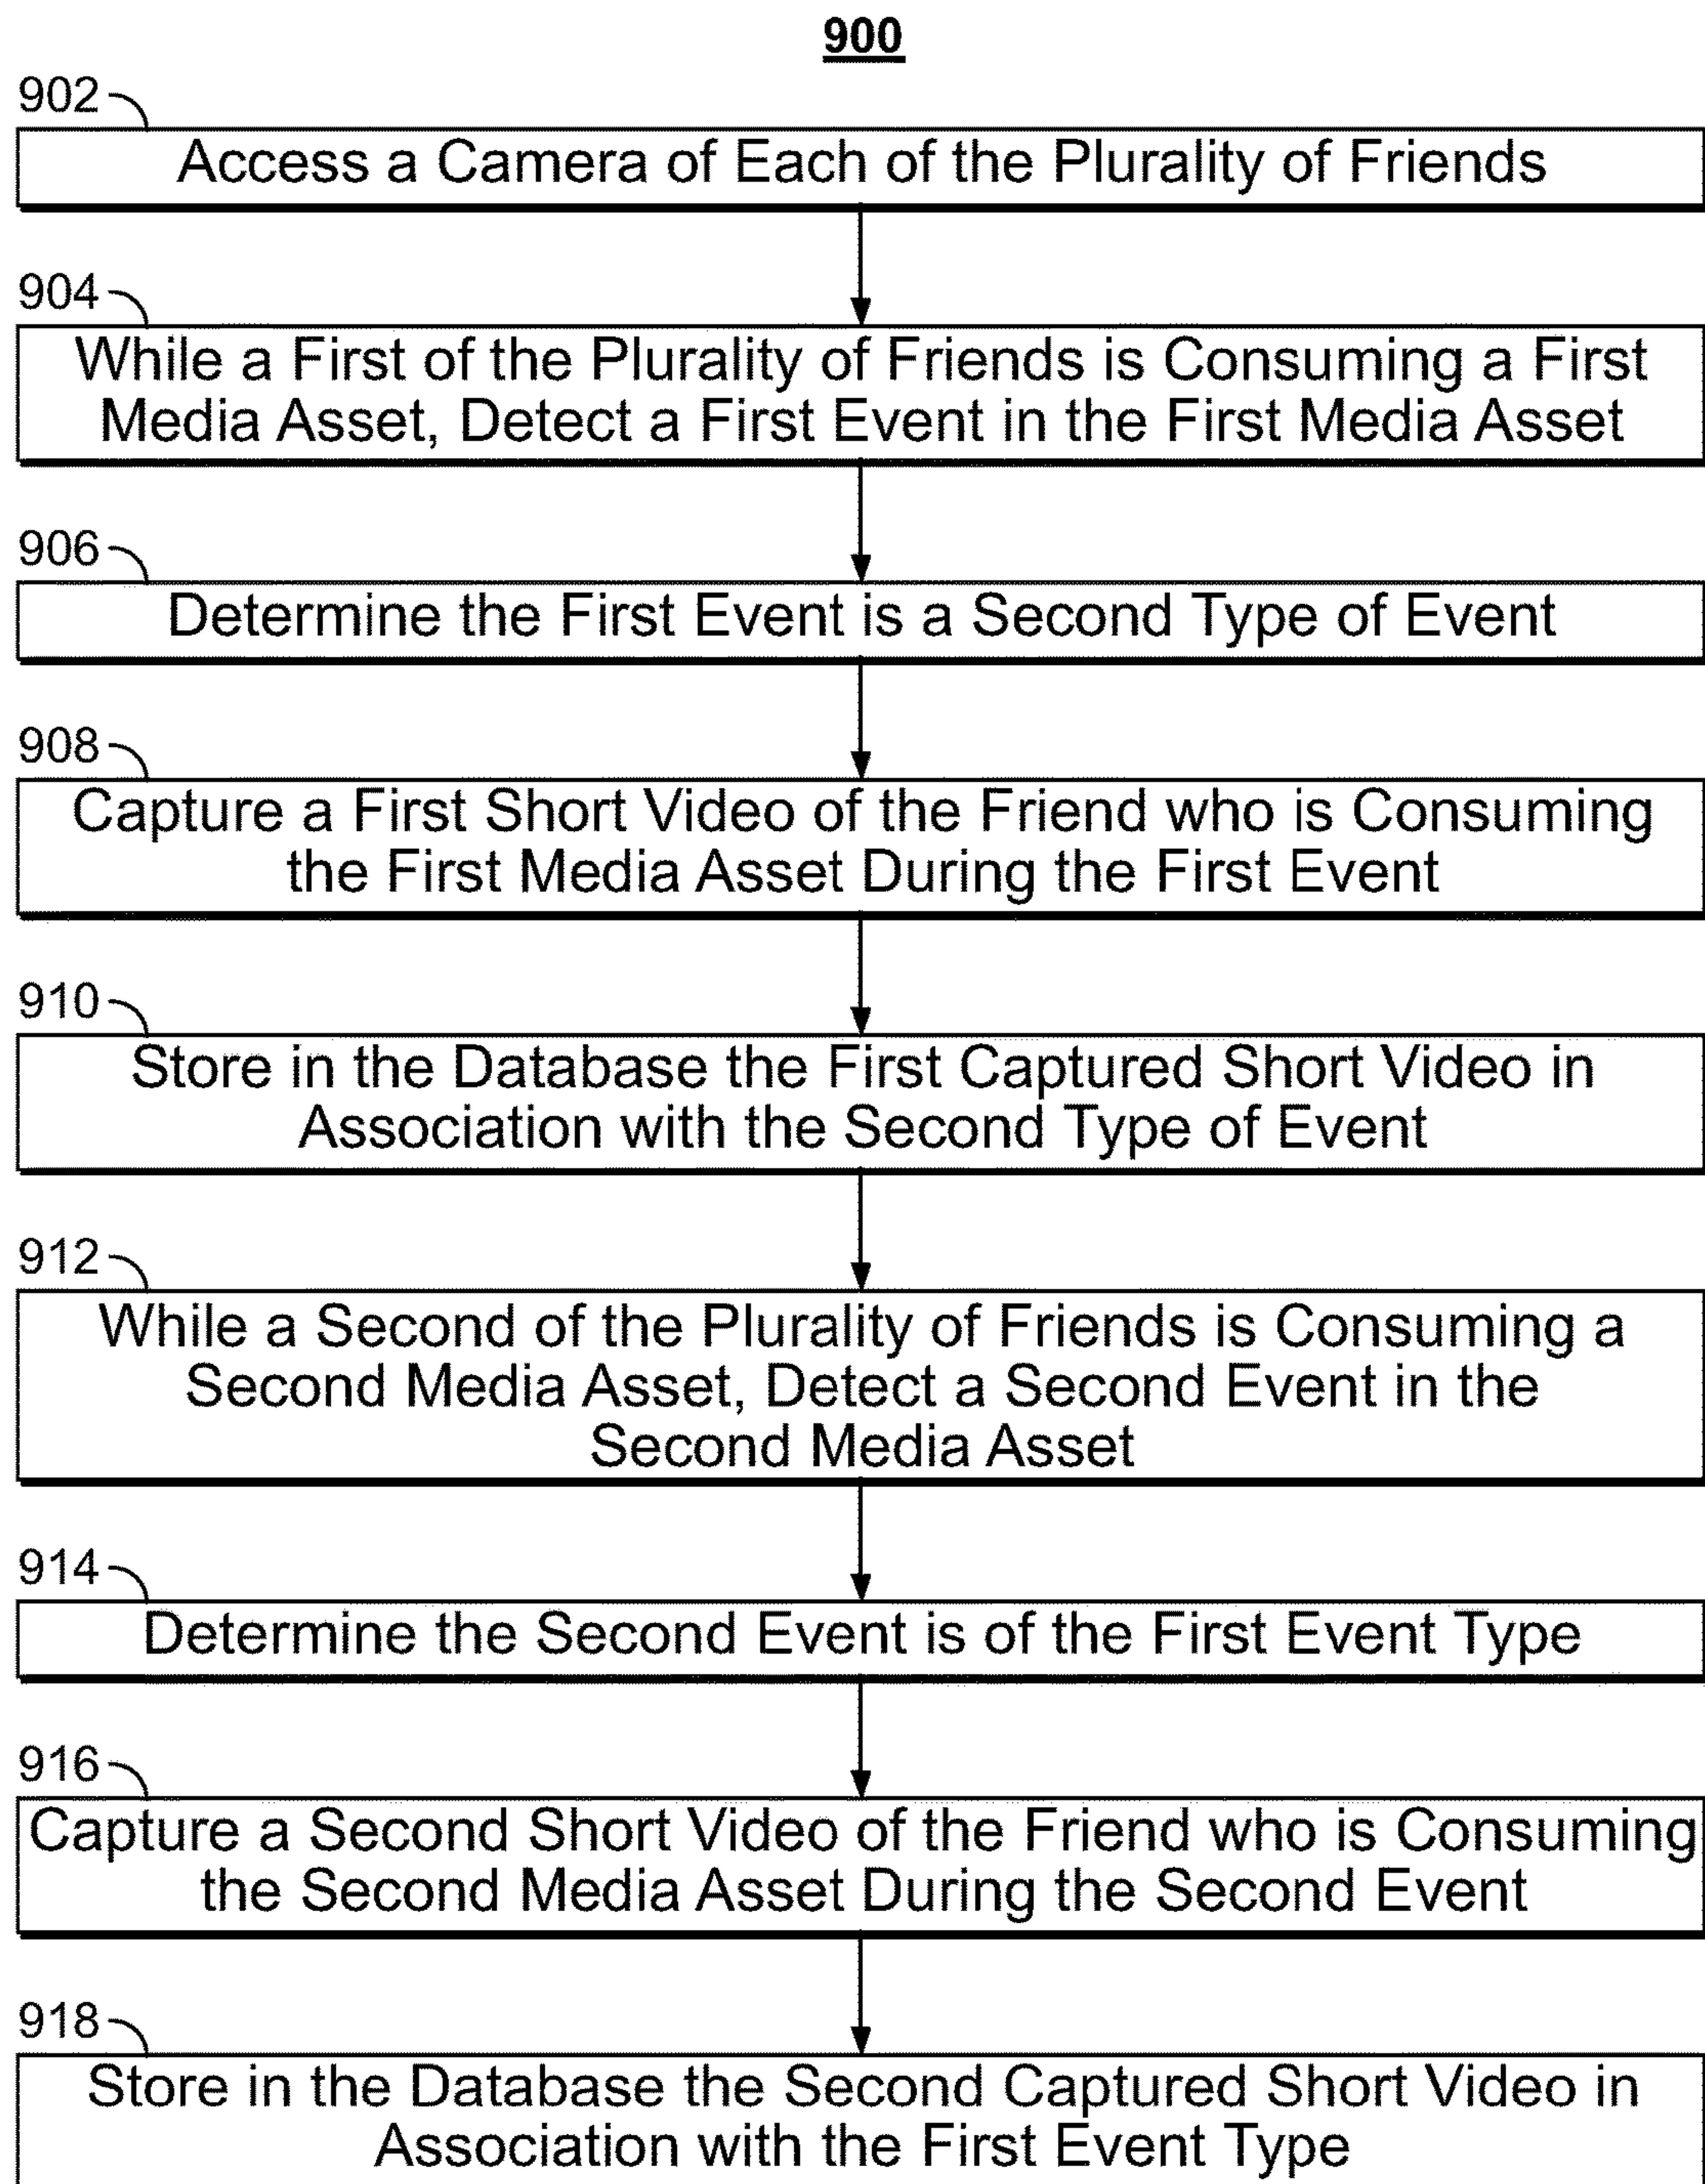 900
902
Access a Camera of Each of the Plurality of Friends
904
While a First of the Plurality of Friends is Consuming a First
Media Asset, Detect a First Event in the First Media Asset
906
Determine the First Event is a Second Type of Event
908
Capture a First Short Video of the Friend who is Consuming
the First Media Asset During the First Event
910
Store in the Database the First Captured Short Video in
Association with the Second Type of Event
912
While a Second of the Plurality of Friends is Consuming a
Second Media Asset, Detect a Second Event in the
Second Media Asset
914
Determine the Second Event is of the First Event Type
916
Capture a Second Short Video of the Friend who is Consuming
the Second Media Asset During the Second Event
918
Store in the Database the Second Captured Short Video in
Association with the First Event Type